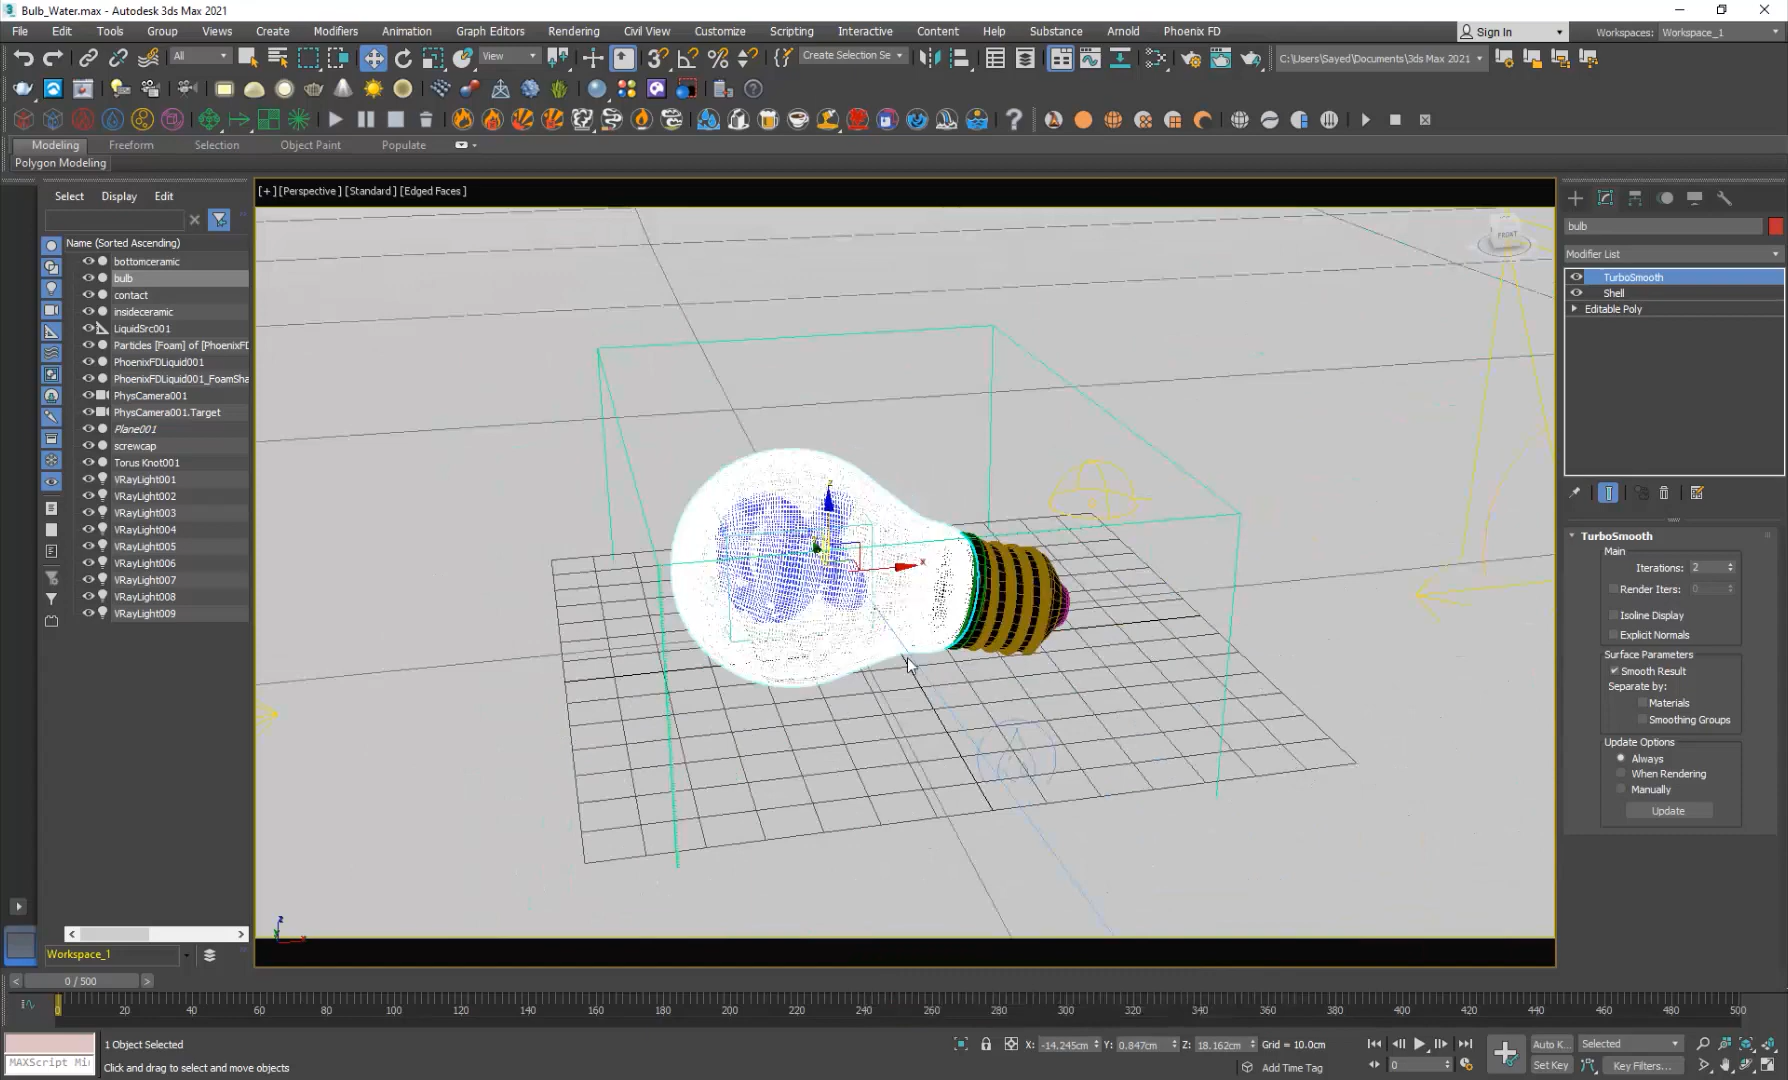 Bulb_Water.max - Autodesk 3ds Max 2021
File Edit Tools Group Views Create Modifiers Animation Graph Editors Rendering Civil View Customize Scripting Interactive Content Help Substance Arnold Phoenix FD
Sign In
Workspaces: Workspace_1
All
View
Create Selection Se
C:\Users\Sayed\Documents\3ds Max 2021
Modeling Freeform Selection Object Paint Populate
Polygon Modeling
Select Display Edit
[+] [Perspective ] [Standard ] [Edged Faces ]
Name (Sorted Ascending)
bottomceramic
bulb
contact
insideceramic
LiquidSrc001
Particles [Foam] of [PhoenixFD
PhoenixFDLiquid001
PhoenixFDLiquid001_FoamSha
PhysCamera001
PhysCamera001.Target
Plane001
screwcap
Torus Knot001
VRayLight001
VRayLight002
VRayLight003
VRayLight004
VRayLight005
VRayLight006
VRayLight007
VRayLight008
VRayLight009
FRONT
z
x
z
x
bulb
Modifier List
TurboSmooth
Shell
Editable Poly
TurboSmooth
Main
Iterations: 2
Render Iters: 0
Isoline Display
Explicit Normals
Surface Parameters
Smooth Result
Separate by:
Materials
Smoothing Groups
Update Options
Always
When Rendering
Manually
Update
Workspace_1
< 0 / 500 >
0 20 40 60 80 100 120 140 160 180 200 220 240 260 280 300 320 340 360 380 400 420 440 460 480 500
MAXScript Mi
1 Object Selected
Click and drag to select and move objects
X: -14.245cm Y: 0.847cm Z: 18.162cm Grid = 10.0cm
Add Time Tag
0
Auto K... Selected
Set Key Key Filters...